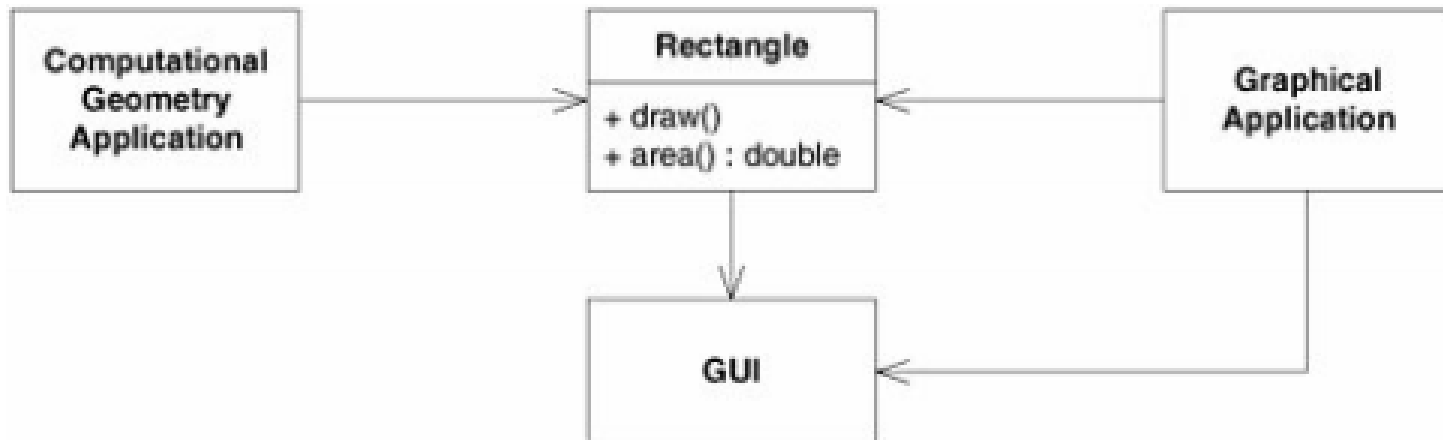 Computational
Geometry
Application
Rectangle
+ draw()
+ area() : double
Graphical
Application
GUI